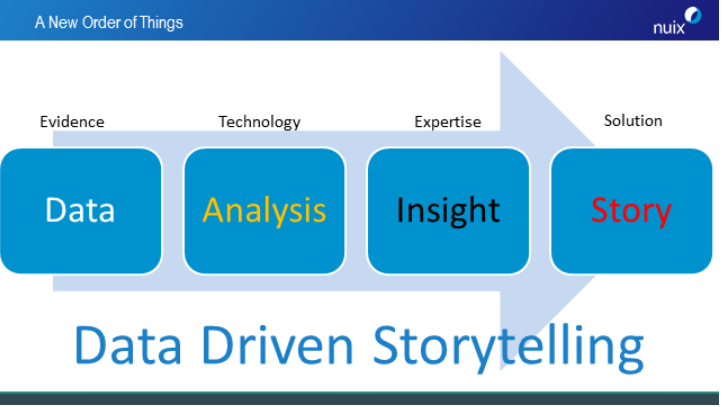 A New Order of Things
nuix
Evidence Technology Expertise Solution
Data Analysis Insight Story
Data Driven Storytelling